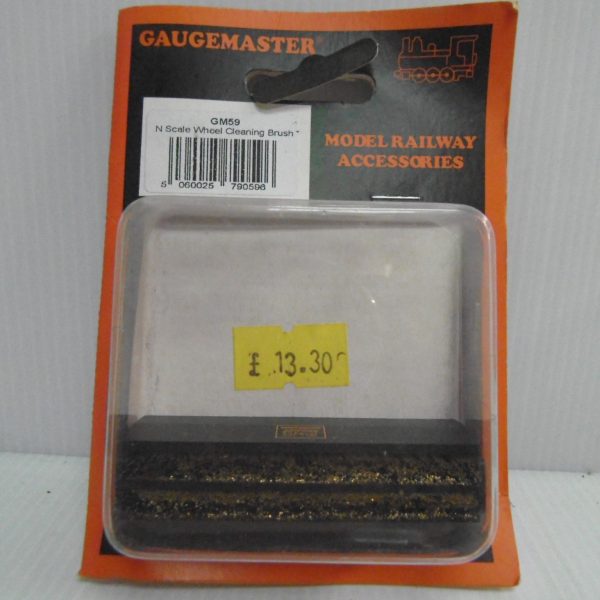 GAUGEMASTER®
GM59
N Scale Wheel Cleaning Brush *
5 060025 790596
MODEL RAILWAY
ACCESSORIES
£ 13.30